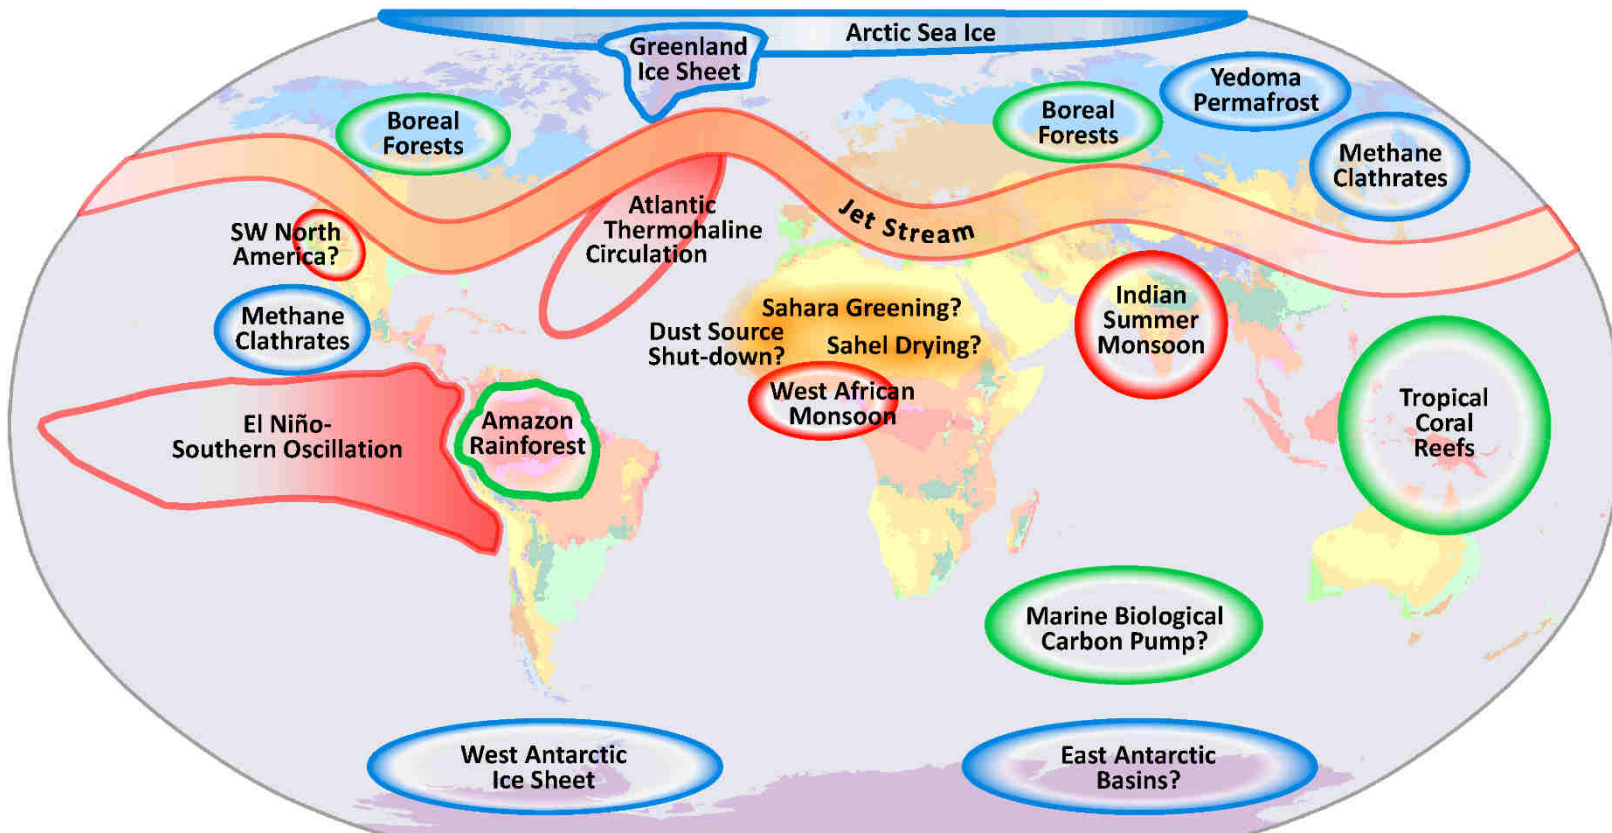 Arctic Sea Ice
Greenland
Ice Sheet
Yedoma
Permafrost
Boreal
Forests
Boreal
Forests
Methane
Clathrates
Jet Stream
Atlantic
Thermohaline
Circulation
SW North
America?
Methane
Clathrates
Sahara Greening?
Dust Source
Shut-down?
Sahel Drying?
Indian
Summer
Monsoon
West African
Monsoon
El Niño-
Southern Oscillation
Amazon
Rainforest
Tropical
Coral
Reefs
Marine Biological
Carbon Pump?
West Antarctic
Ice Sheet
East Antarctic
Basins?